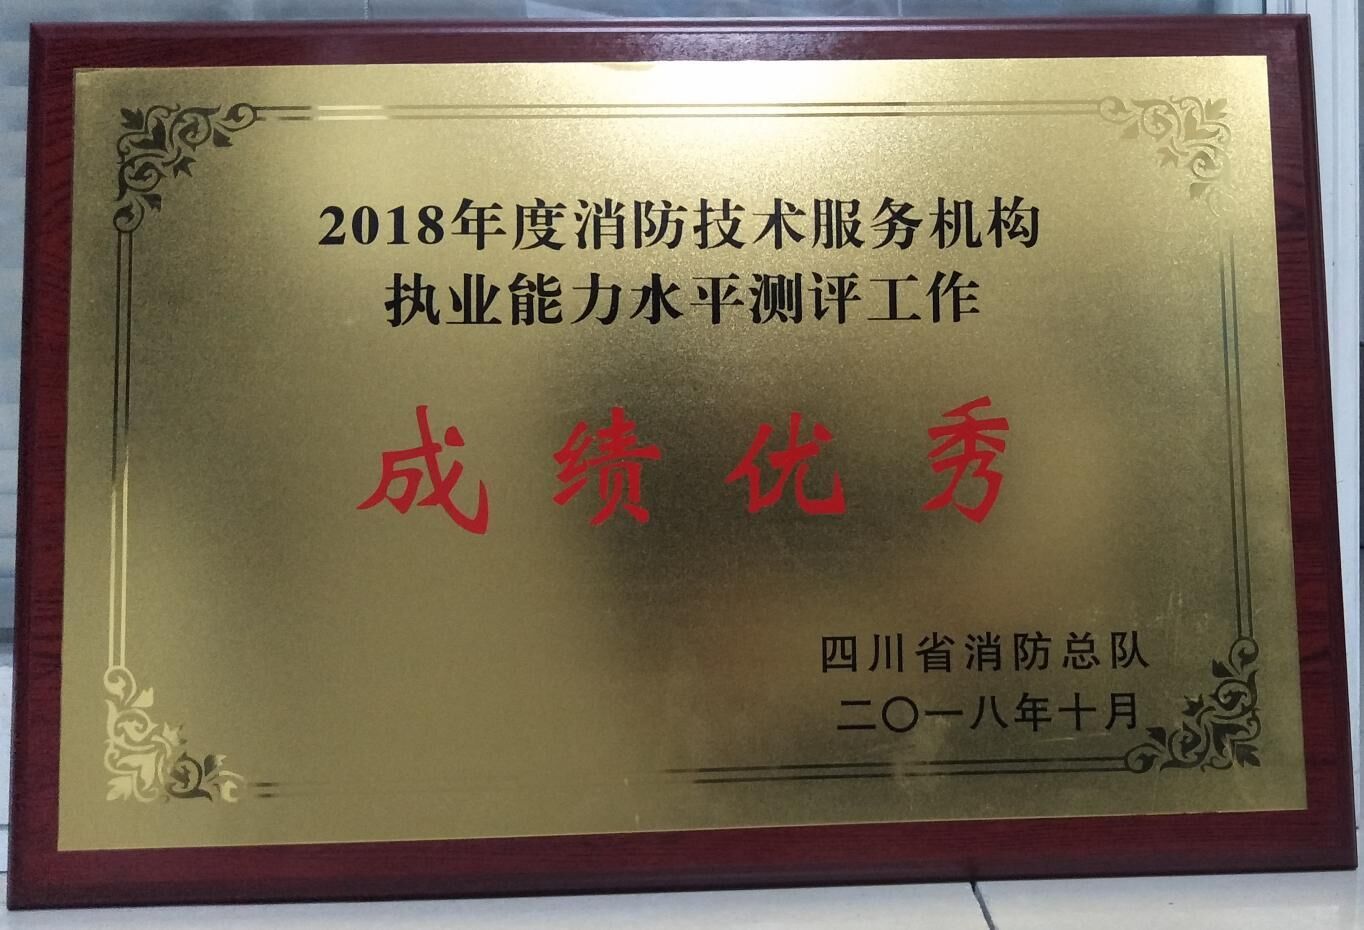 2018年度消防技术服务机构
执业能力水平测评工作
成绩优秀
四川省消防总队
二〇一八年十月